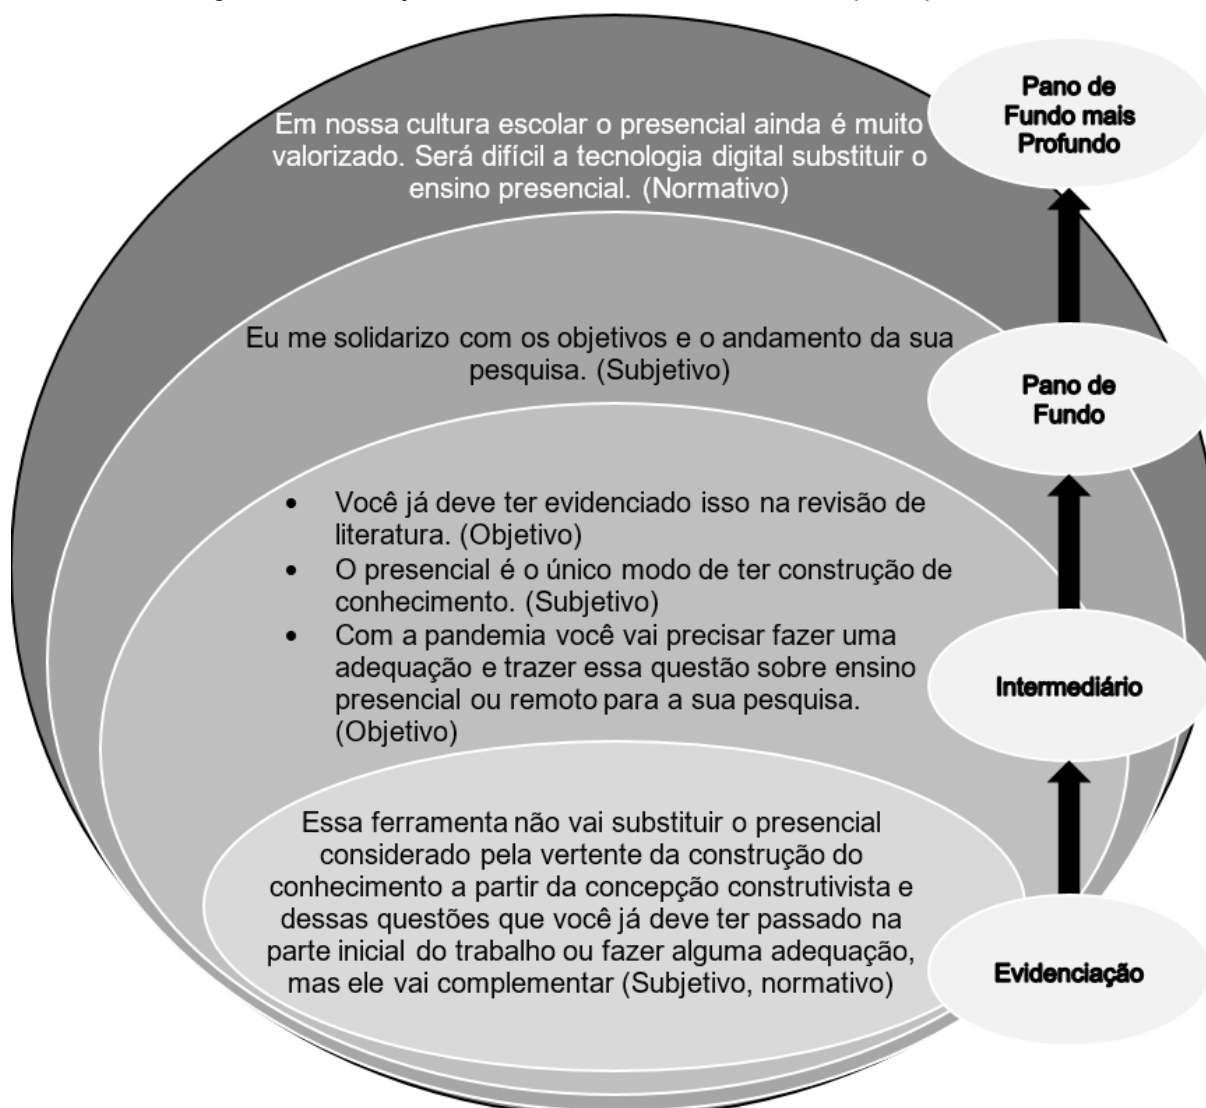 Em nossa cultura escolar o presencial ainda é muito
valorizado. Será difícil a tecnologia digital substituir o
ensino presencial. (Normativo)
Pano de
Fundo mais
Profundo
Eu me solidarizo com os objetivos e o andamento da sua
pesquisa. (Subjetivo)
Pano de
Fundo
• Você já deve ter evidenciado isso na revisão de
literatura. (Objetivo)
• O presencial é o único modo de ter construção de
conhecimento. (Subjetivo)
• Com a pandemia você vai precisar fazer uma
adequação e trazer essa questão sobre ensino
presencial ou remoto para a sua pesquisa.
(Objetivo)
Intermediário
Essa ferramenta não vai substituir o presencial
considerado pela vertente da construção do
conhecimento a partir da concepção construtivista e
dessas questões que você já deve ter passado na
parte inicial do trabalho ou fazer alguma adequação,
mas ele vai complementar (Subjetivo, normativo)
Evidenciação